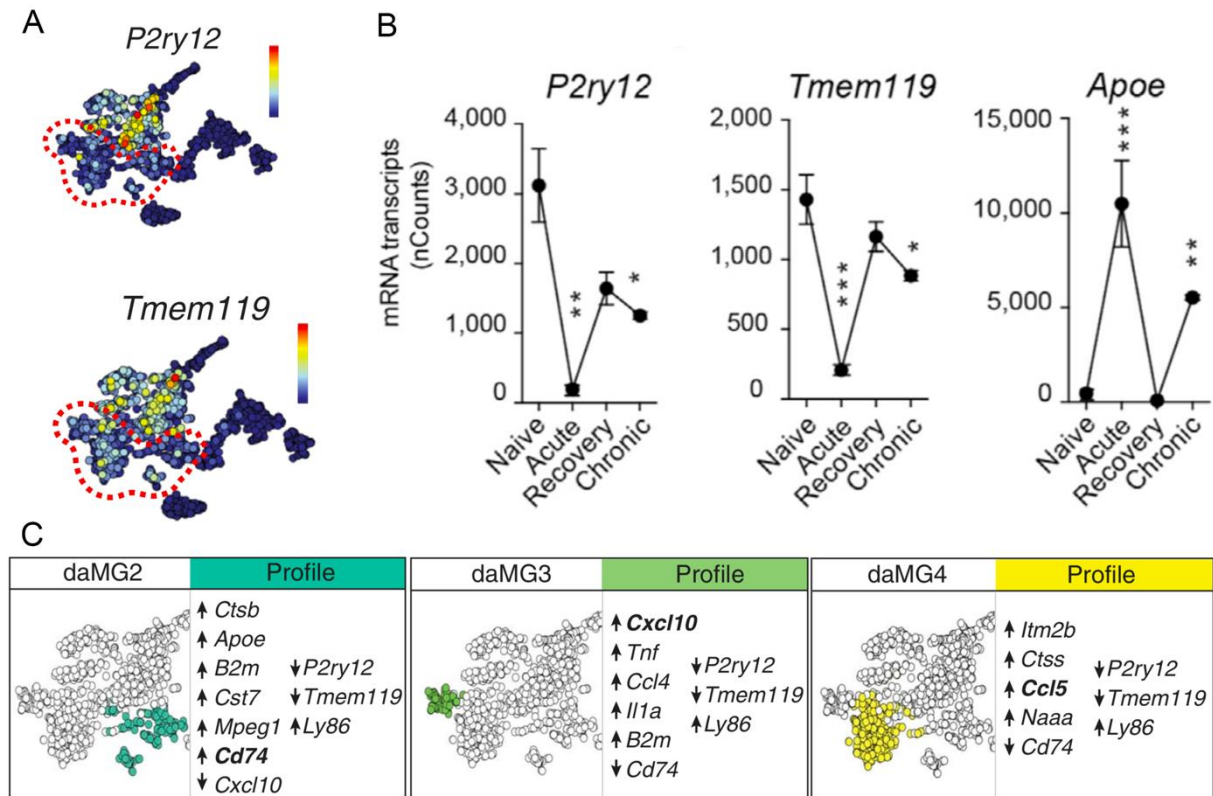 A
P2ry12
Tmem119
B
P2ry12
Tmem119
Apoe
mRNA transcripts
(nCounts)
4,000
3,000
2,000
1,000
0
**
*
Naive
Acute
Recovery
Chronic
2,000
1,500
1,000
500
0
***
*
Naive
Acute
Recovery
Chronic
15,000
10,000
5,000
0
***
**
Naive
Acute
Recovery
Chronic
C
daMG2 Profile
↑ Ctsb
↑ Apoe
↑ B2m ↓ P2ry12
↑ Cst7 ↓ Tmem119
↑ Mpeg1 ↑ Ly86
↑ Cd74
↓ Cxcl10
daMG3 Profile
↑ Cxcl10
↑ Tnf
↑ Ccl4 ↓ P2ry12
↑ Il1a ↓ Tmem119
↑ B2m ↑ Ly86
↓ Cd74
daMG4 Profile
↑ Itm2b
↑ Ctss ↓ P2ry12
↑ Ccl5 ↓ Tmem119
↑ Naaa ↑ Ly86
↓ Cd74